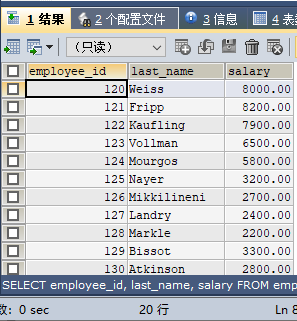 1 结果 2 个配置文件 3 信息 4 表
(只读)
employee_id last_name salary
120 Weiss 8000.00
121 Fripp 8200.00
122 Kaufling 7900.00
123 Vollman 6500.00
124 Mourgos 5800.00
125 Nayer 3200.00
126 Mikkilineni 2700.00
127 Landry 2400.00
128 Markle 2200.00
129 Bissot 3300.00
130 Atkinson 2800.00
SELECT employee_id, last_name, salary FROM emp
: 0 sec 20 行 L